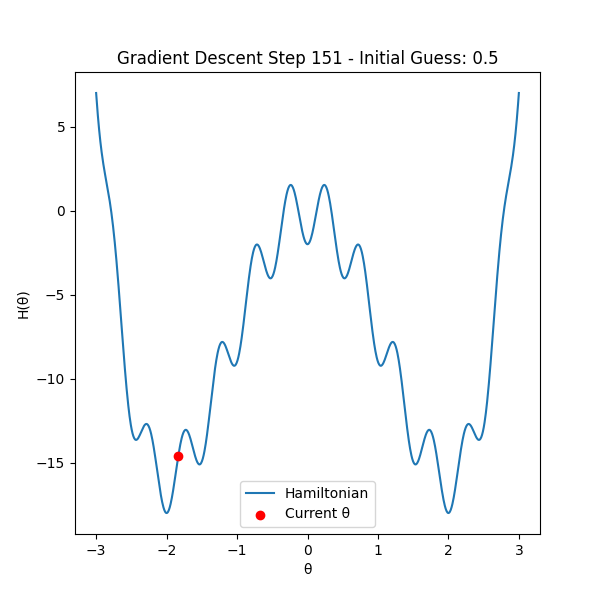 Gradient Descent Step 151 - Initial Guess: 0.5
H(θ)
5
0
−5
−10
−15
Hamiltonian
Current θ
−3 −2 −1 0 1 2 3
θ